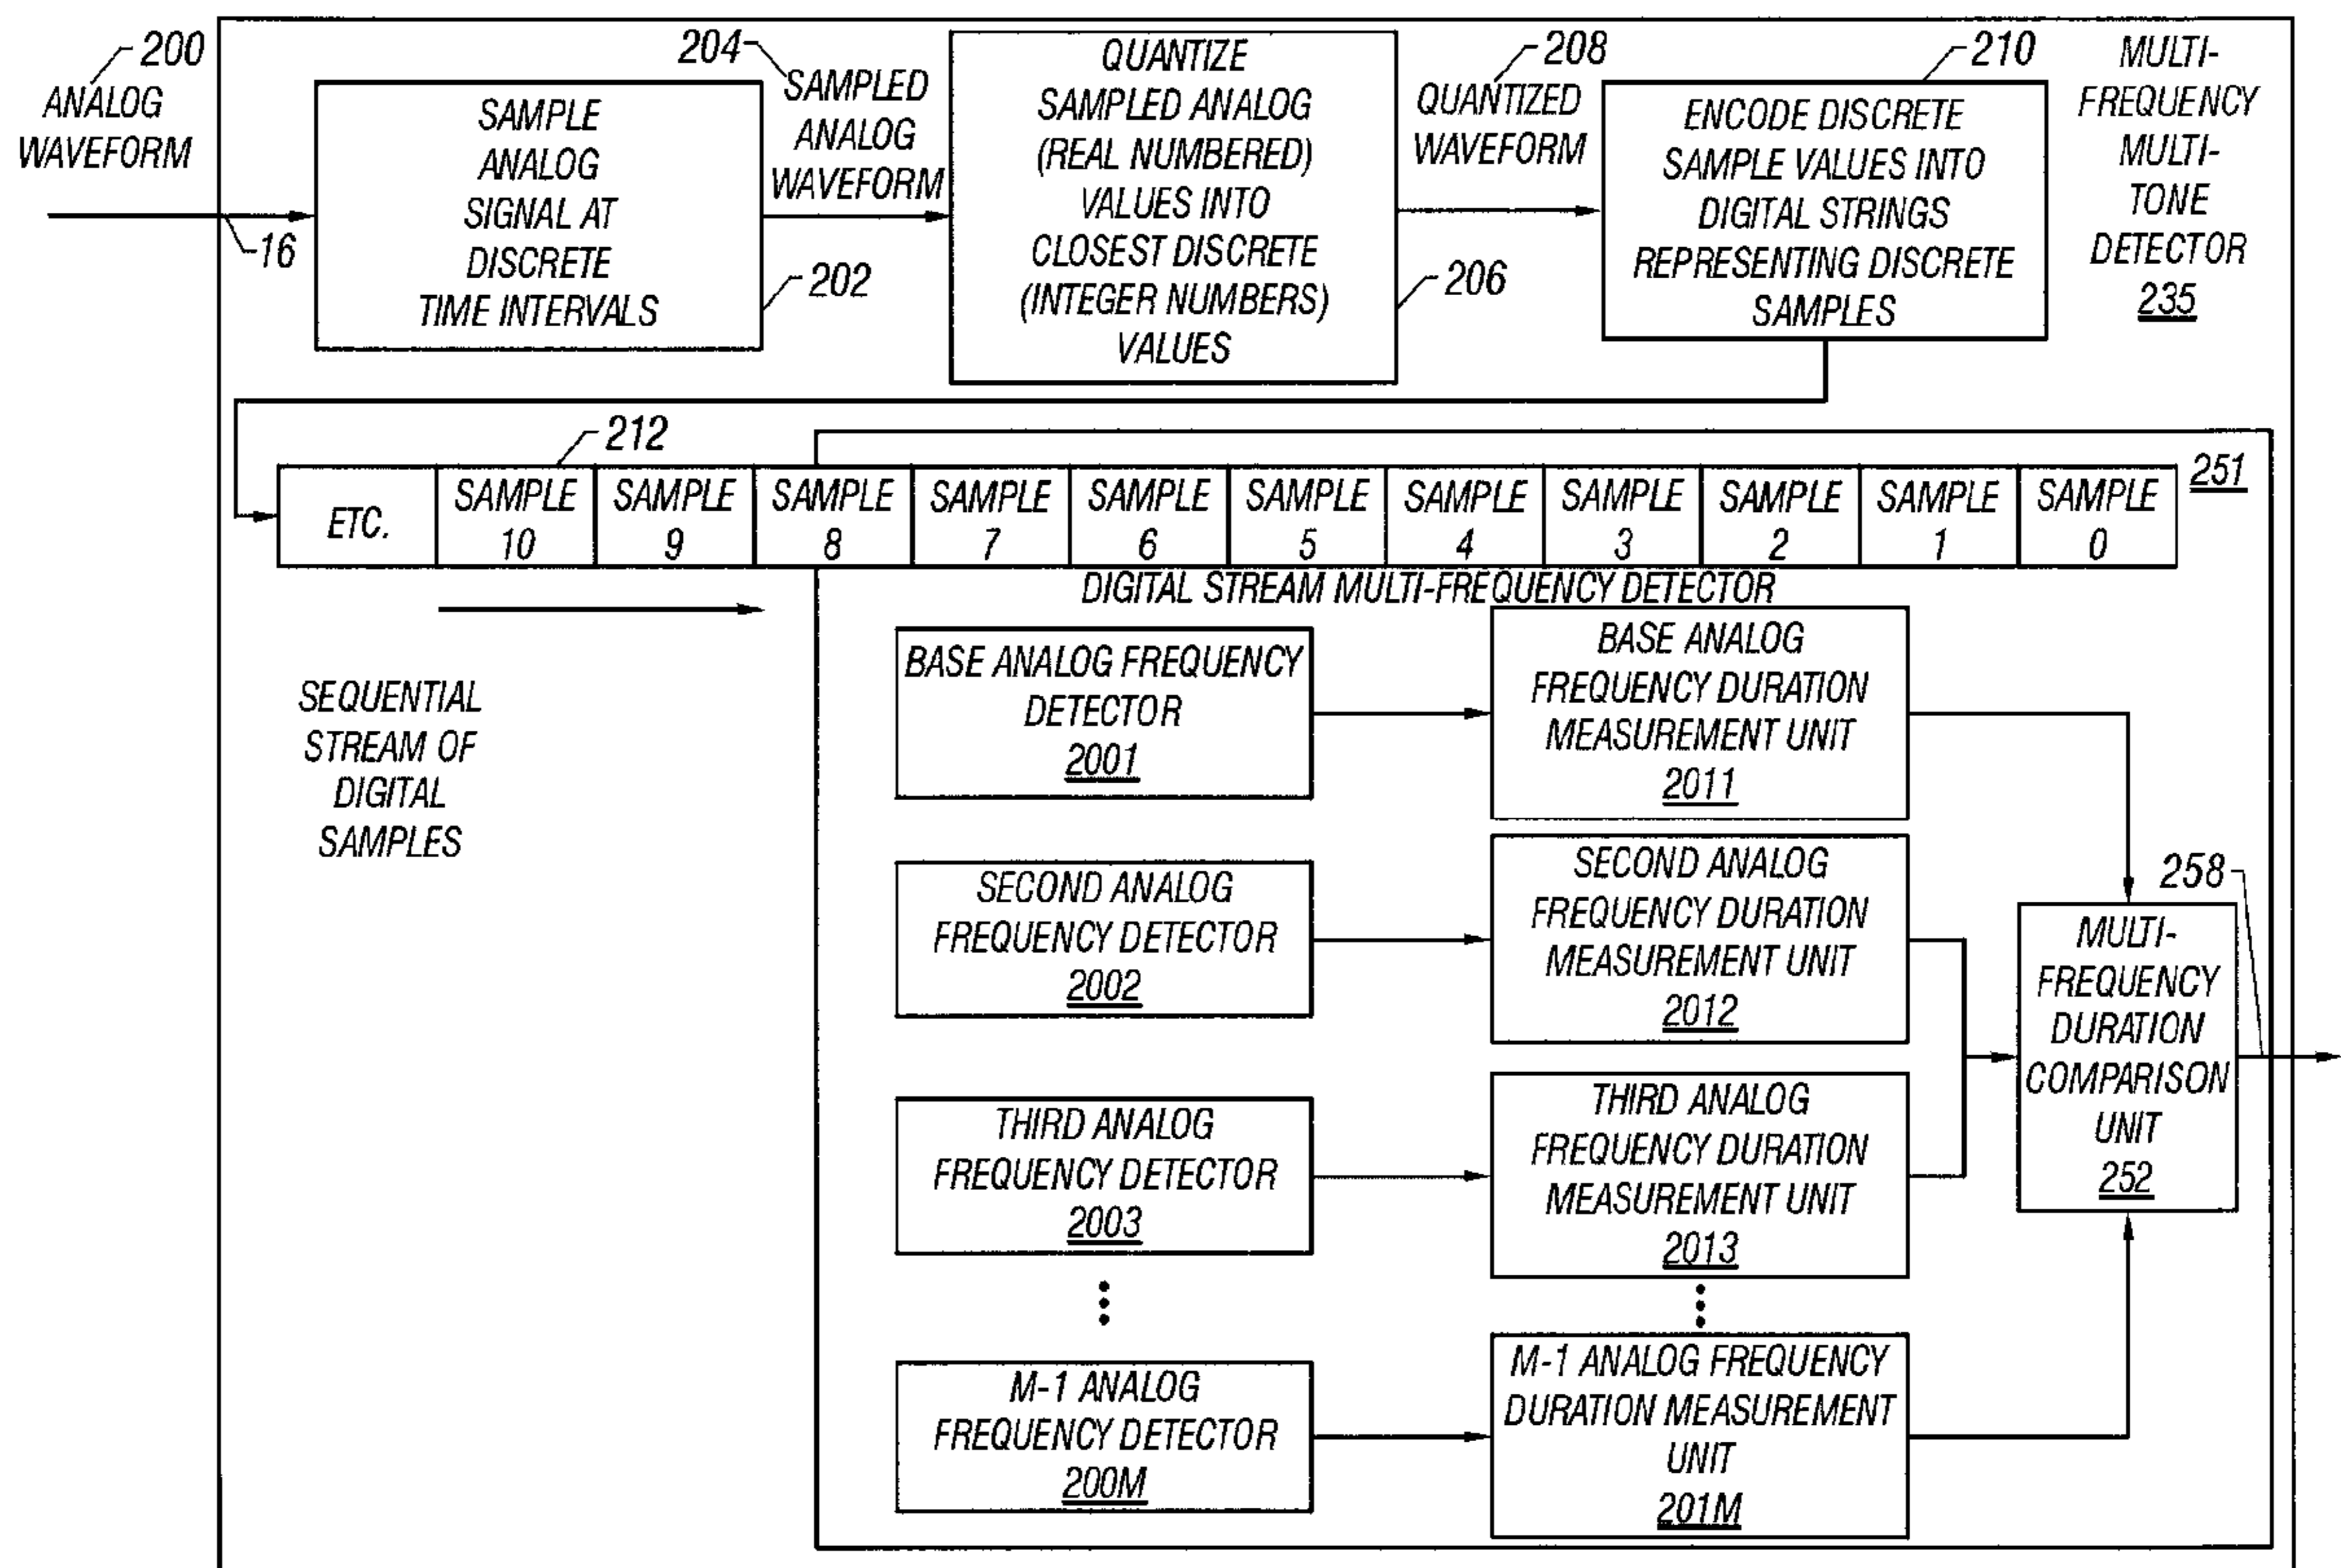 200
ANALOG
WAVEFORM
16
SAMPLE
ANALOG
SIGNAL AT
DISCRETE
TIME INTERVALS
202
204
SAMPLED
ANALOG
WAVEFORM
QUANTIZE
SAMPLED ANALOG
(REAL NUMBERED)
VALUES INTO
CLOSEST DISCRETE
(INTEGER NUMBERS)
VALUES
206
208
QUANTIZED
WAVEFORM
210
ENCODE DISCRETE
SAMPLE VALUES INTO
DIGITAL STRINGS
REPRESENTING DISCRETE
SAMPLES
MULTI-
FREQUENCY
MULTI-
TONE
DETECTOR
235
212
ETC.
SAMPLE
10
SAMPLE
9
SAMPLE
8
SAMPLE
7
SAMPLE
6
SAMPLE
5
SAMPLE
4
SAMPLE
3
SAMPLE
2
SAMPLE
1
SAMPLE
0
251
DIGITAL STREAM MULTI-FREQUENCY DETECTOR
SEQUENTIAL
STREAM OF
DIGITAL
SAMPLES
BASE ANALOG FREQUENCY
DETECTOR
2001
BASE ANALOG
FREQUENCY DURATION
MEASUREMENT UNIT
2011
SECOND ANALOG
FREQUENCY DETECTOR
2002
SECOND ANALOG
FREQUENCY DURATION
MEASUREMENT UNIT
2012
THIRD ANALOG
FREQUENCY DETECTOR
2003
THIRD ANALOG
FREQUENCY DURATION
MEASUREMENT UNIT
2013
M-1 ANALOG
FREQUENCY DETECTOR
200M
M-1 ANALOG FREQUENCY
DURATION MEASUREMENT
UNIT
201M
258
MULTI-
FREQUENCY
DURATION
COMPARISON
UNIT
252